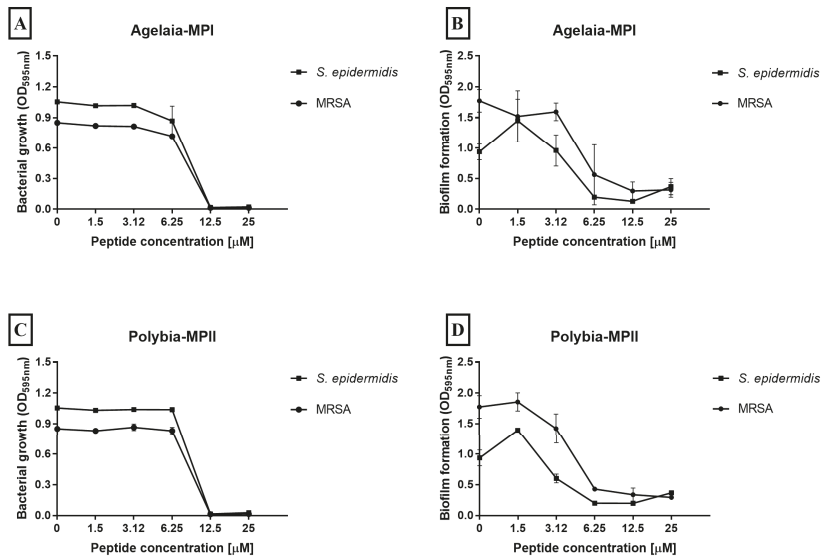 A
Agelaia-MPI
Bacterial growth (OD595nm)
1.5
1.2
0.9
0.6
0.3
0.0
0 1.5 3.12 6.25 12.5 25
Peptide concentration [μM]
S. epidermidis
MRSA
B
Agelaia-MPI
Biofilm formation (OD595nm)
2.5
2.0
1.5
1.0
0.5
0.0
0 1.5 3.12 6.25 12.5 25
Peptide concentration [μM]
S. epidermidis
MRSA
C
Polybia-MPII
Bacterial growth (OD595nm)
1.5
1.2
0.9
0.6
0.3
0.0
0 1.5 3.12 6.25 12.5 25
Peptide concentration [μM]
S. epidermidis
MRSA
D
Polybia-MPII
Biofilm formation (OD595nm)
2.5
2.0
1.5
1.0
0.5
0.0
0 1.5 3.12 6.25 12.5 25
Peptide concentration [μM]
S. epidermidis
MRSA